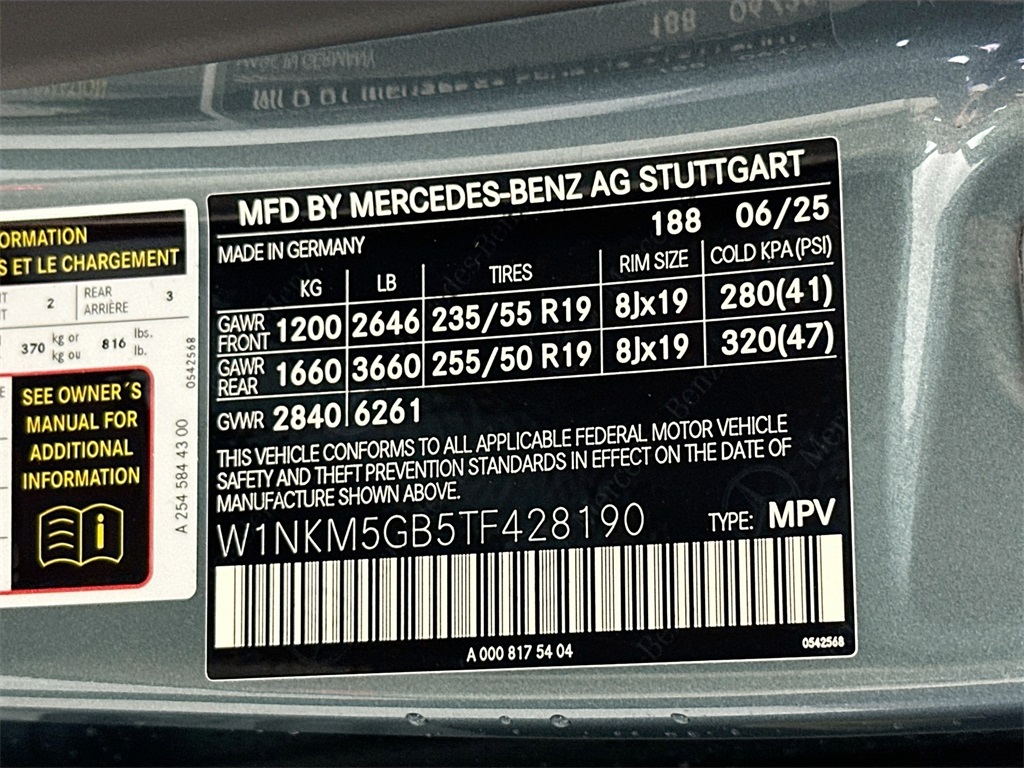 MFD BY MERCEDES-BENZ AG STUTTGART
188 06/25
MADE IN GERMANY
KG LB TIRES RIM SIZE COLD KPA (PSI)
GAWR FRONT 1200 2646 235/55 R19 8Jx19 280(41)
GAWR REAR 1660 3660 255/50 R19 8Jx19 320(47)
GVWR 2840 6261
THIS VEHICLE CONFORMS TO ALL APPLICABLE FEDERAL MOTOR VEHICLE
SAFETY AND THEFT PREVENTION STANDARDS IN EFFECT ON THE DATE OF
MANUFACTURE SHOWN ABOVE.
W1NKM5GB5TF428190 TYPE: MPV
A 000 817 54 04
0542568
ORMATION
S ET LE CHARGEMENT
2 REAR ARRIÈRE 3
370 kg or kg ou 816 lbs. lb.
0542568
SEE OWNER´S
MANUAL FOR
ADDITIONAL
INFORMATION
A 254 584 43 00